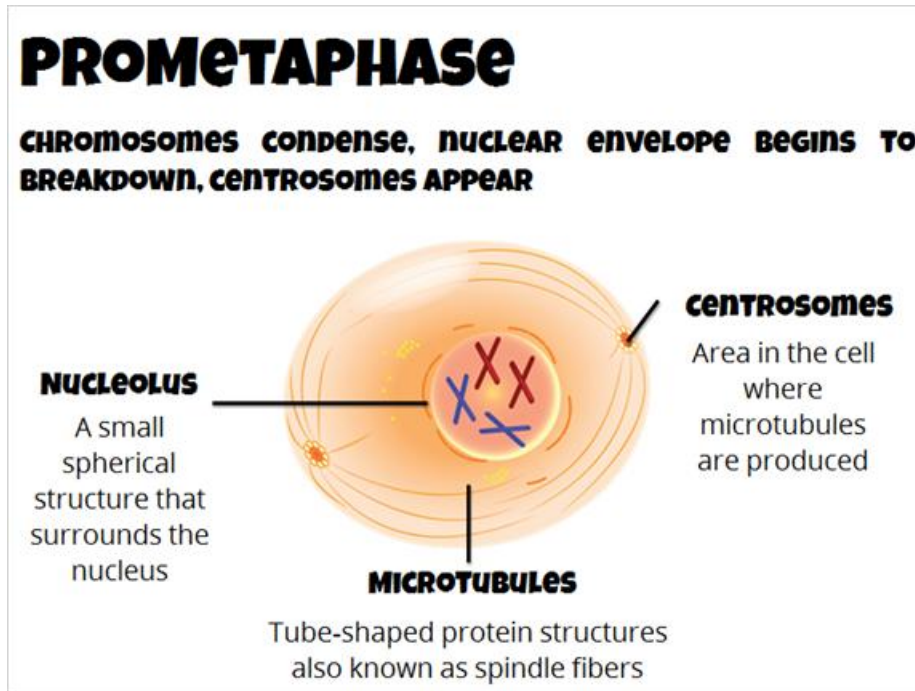 PROMETAPHASE
CHROMOSOMES CONDENSE, NUCLEAR ENVELOPE BEGINS TO
BREAKDOWN, CENTROSOMES APPEAR
CENTROSOMES
Area in the cell
where
microtubules
are produced
NUCLEOLUS
A small
spherical
structure that
surrounds the
nucleus
MICROTUBULES
Tube-shaped protein structures
also known as spindle fibers